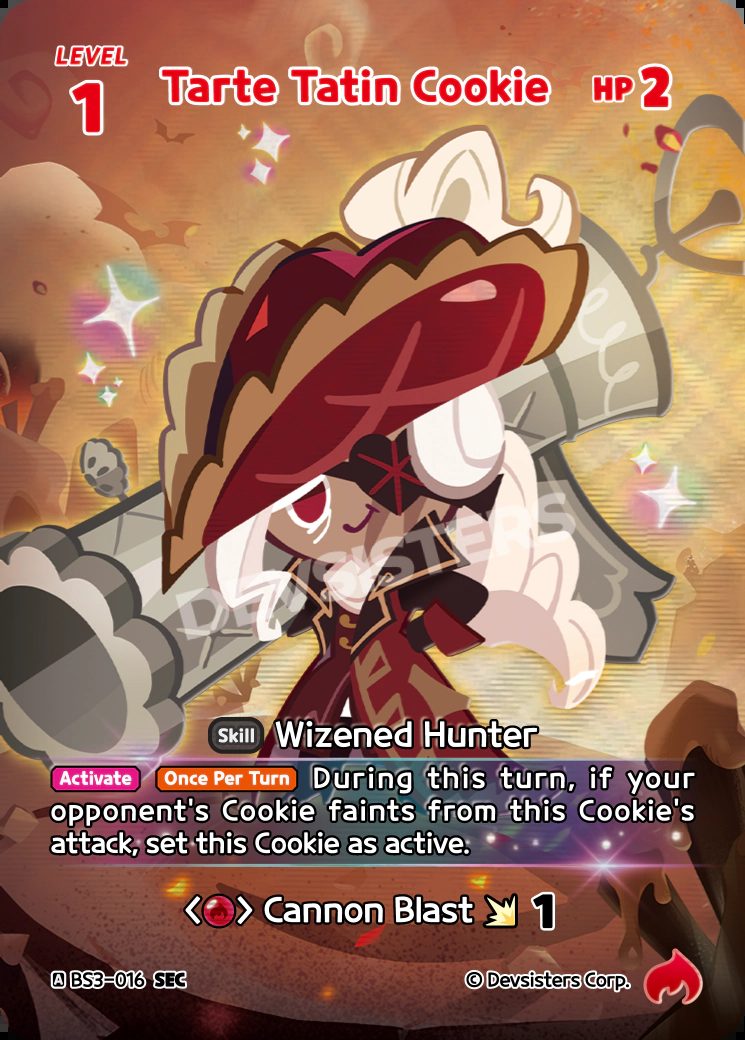 LEVEL
1
Tarte Tatin Cookie
HP 2
DEVSISTERS
Skill Wizened Hunter
Activate Once Per Turn During this turn, if your
opponent's Cookie faints from this Cookie's
attack, set this Cookie as active.
Cannon Blast 1
A BS3-016 SEC
© Devsisters Corp.